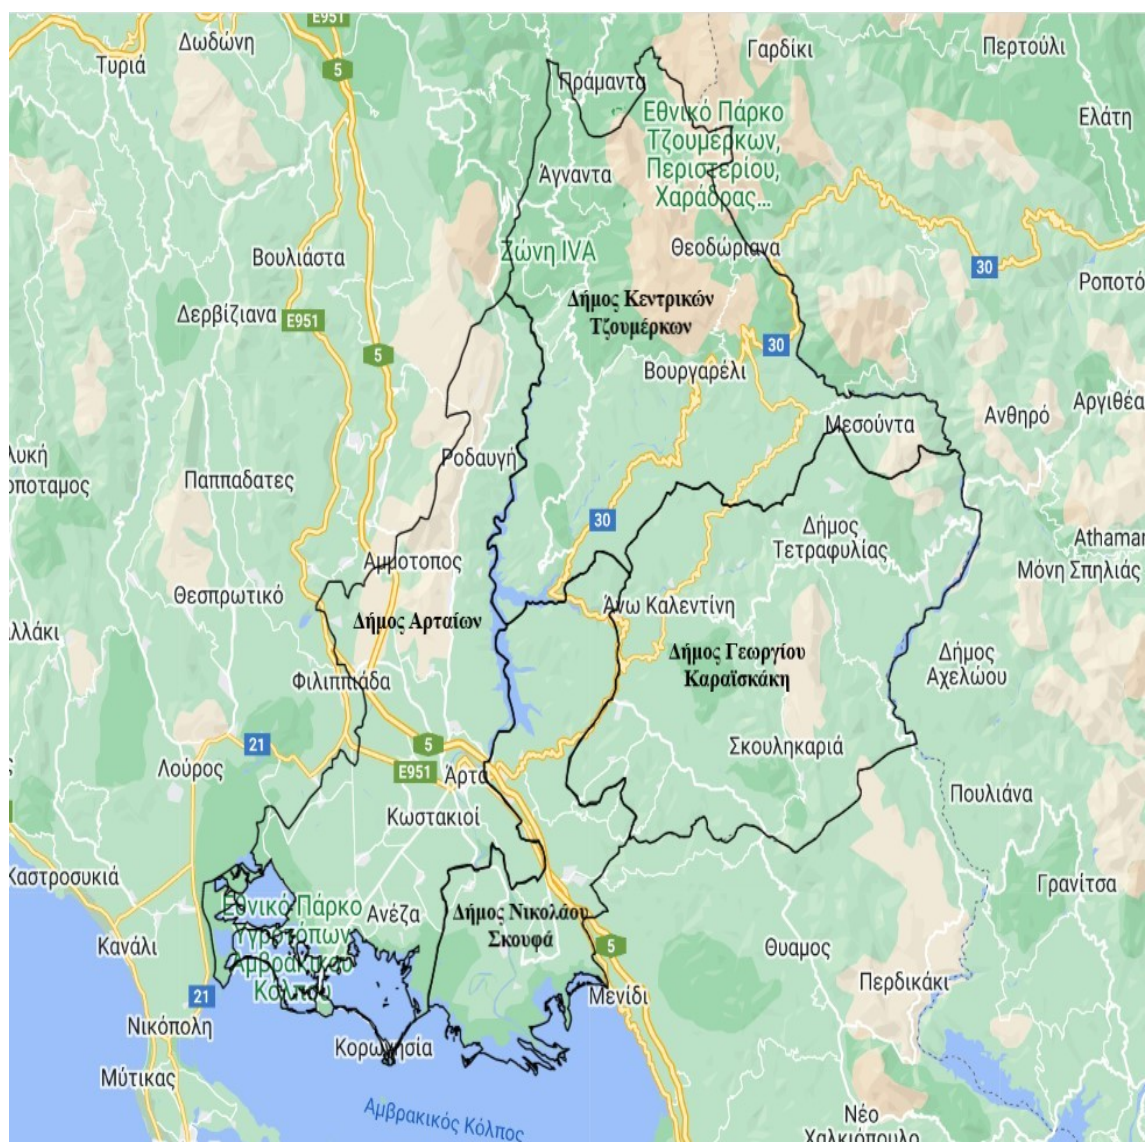 E951
Δωδώνη
Τυριά
5
Γαρδίκι
Περτούλι
Πράμαντα
Ελάτη
Εθνικό Πάρκο
Τζουμέρκων,
Περιστερίου,
Χαράδρας...
Άγναντα
Ζώνη IVA
Θεοδώριανα
Βουλιάστα
30
Ροποτό
Δερβίζιανα
E951
5
Δήμος Κεντρικών
Τζουμέρκων
30
Βουργαρέλι
Μεσούντα
Ανθηρό
Αργιθέα
Ροδαυγή
λυκή
οποταμος
Παππαδατες
30
Δήμος
Τετραφυλίας
Athaman
Μόνη Σπηλιάς
Αμμότοπος
Θεσπρωτικό
Άνω Καλεντίνη
Δήμος Αρταίων
λλάκι
Δήμος Γεωργίου
Καραϊσκάκη
Δήμος
Αχελώου
Φιλιππιάδα
21
5
Σκουληκαριά
Λούρος
E951
Άρτα
Πουλιάνα
Κωστακιοί
Καστροσυκιά
Γρανίτσα
Εθνικό Πάρκο
Υγροτόπων
Αμβρακικού
Κόλπου
Ανέζα
Δήμος Νικολάου
Σκουφά
Κανάλι
5
Θυαμος
21
Μενίδι
Περδικάκι
Νικόπολη
Κορωνησία
Μύτικας
Αμβρακικός Κόλπος
Νέο
Χαλκιόπουλο